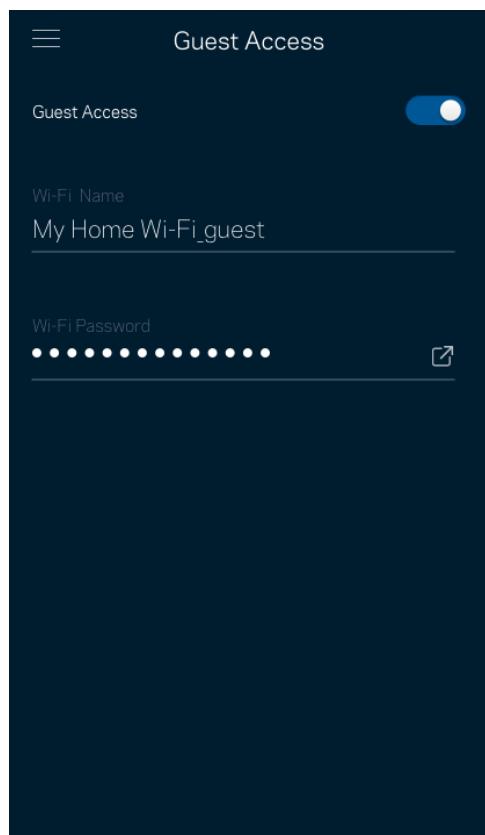 Guest Access
Guest Access
Wi-Fi Name
My Home Wi-Fi_guest
Wi-Fi Password
••••••••••••••